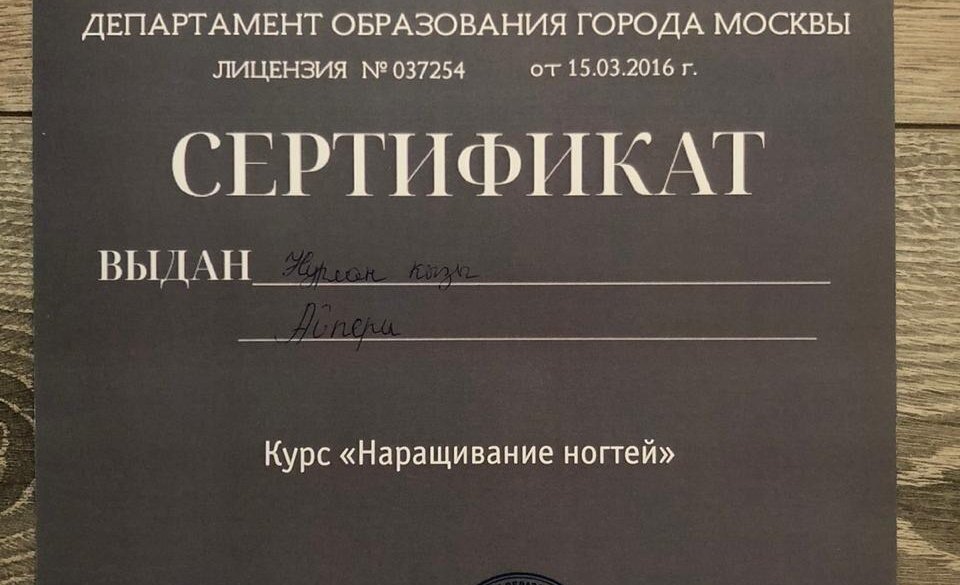 ДЕПАРТАМЕНТ ОБРАЗОВАНИЯ ГОРОДА МОСКВЫ
ЛИЦЕНЗИЯ № 037254 от 15.03.2016 г.
СЕРТИФИКАТ
ВЫДАН Нурлан кызы
Айпери
Курс «Наращивание ногтей»